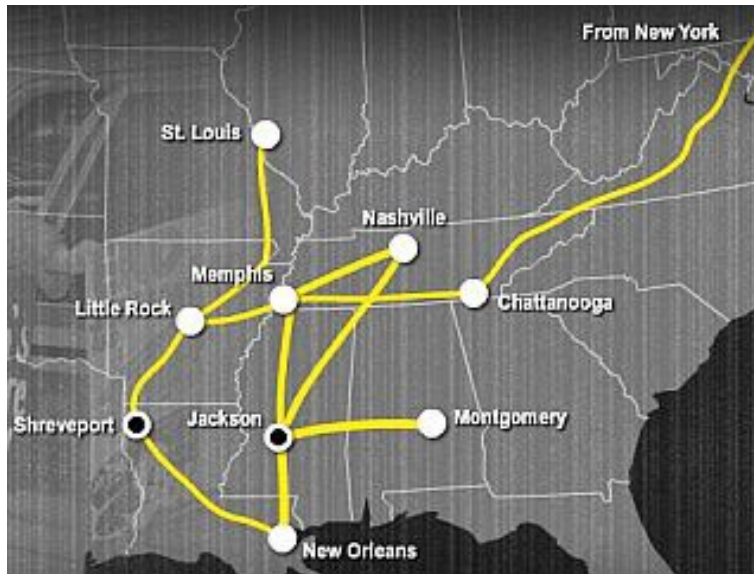 From New York
St. Louis
Nashville
Memphis
Little Rock
Chattanooga
Shreveport
Jackson
Montgomery
New Orleans